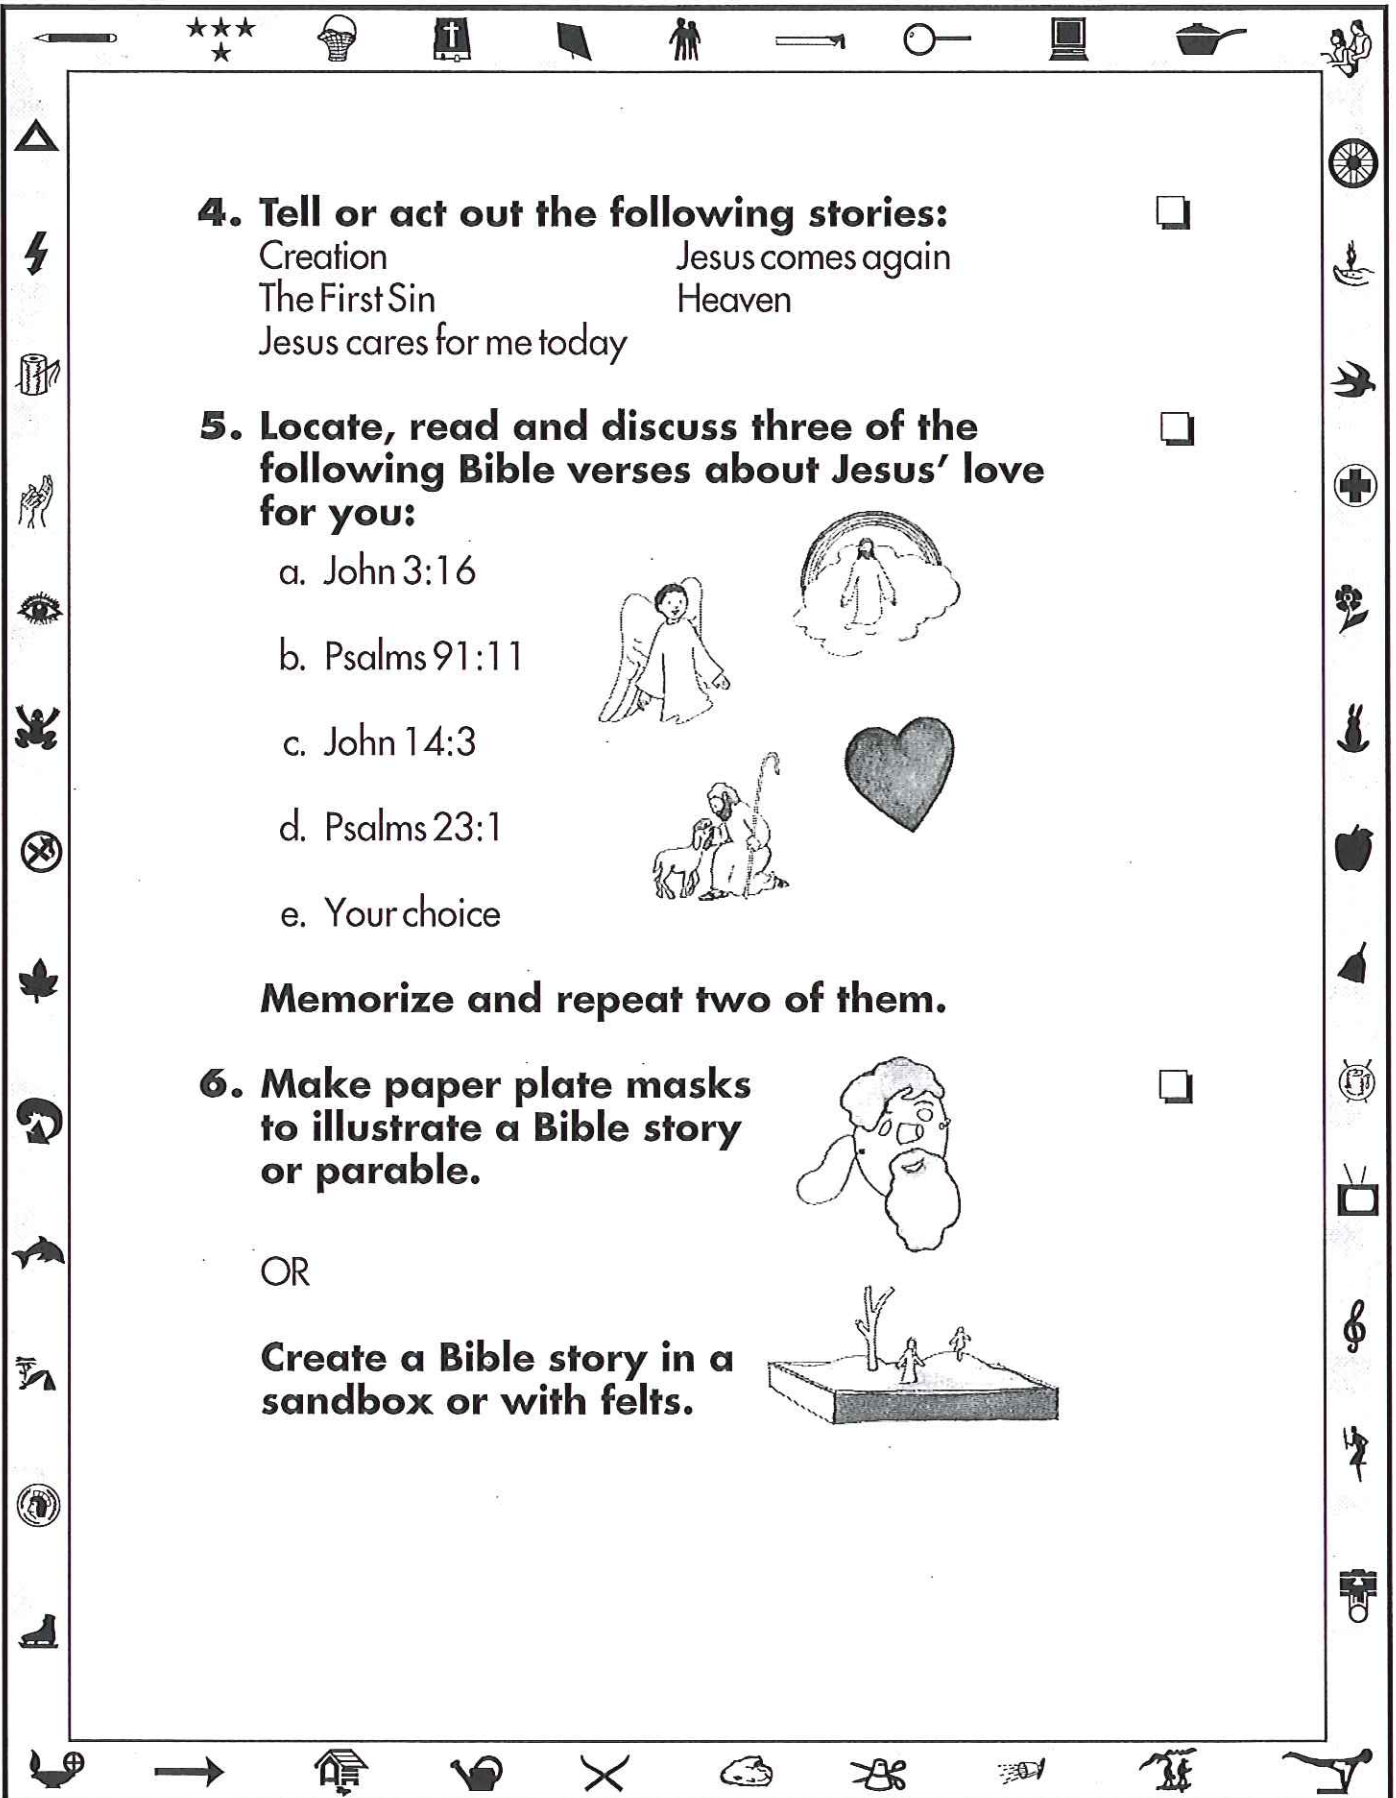 4. Tell or act out the following stories:
Creation Jesus comes again
The First Sin Heaven
Jesus cares for me today
5. Locate, read and discuss three of the
following Bible verses about Jesus’ love
for you:
a. John 3:16
b. Psalms 91:11
c. John 14:3
d. Psalms 23:1
e. Your choice
Memorize and repeat two of them.
6. Make paper plate masks
to illustrate a Bible story
or parable.
OR
Create a Bible story in a
sandbox or with felts.